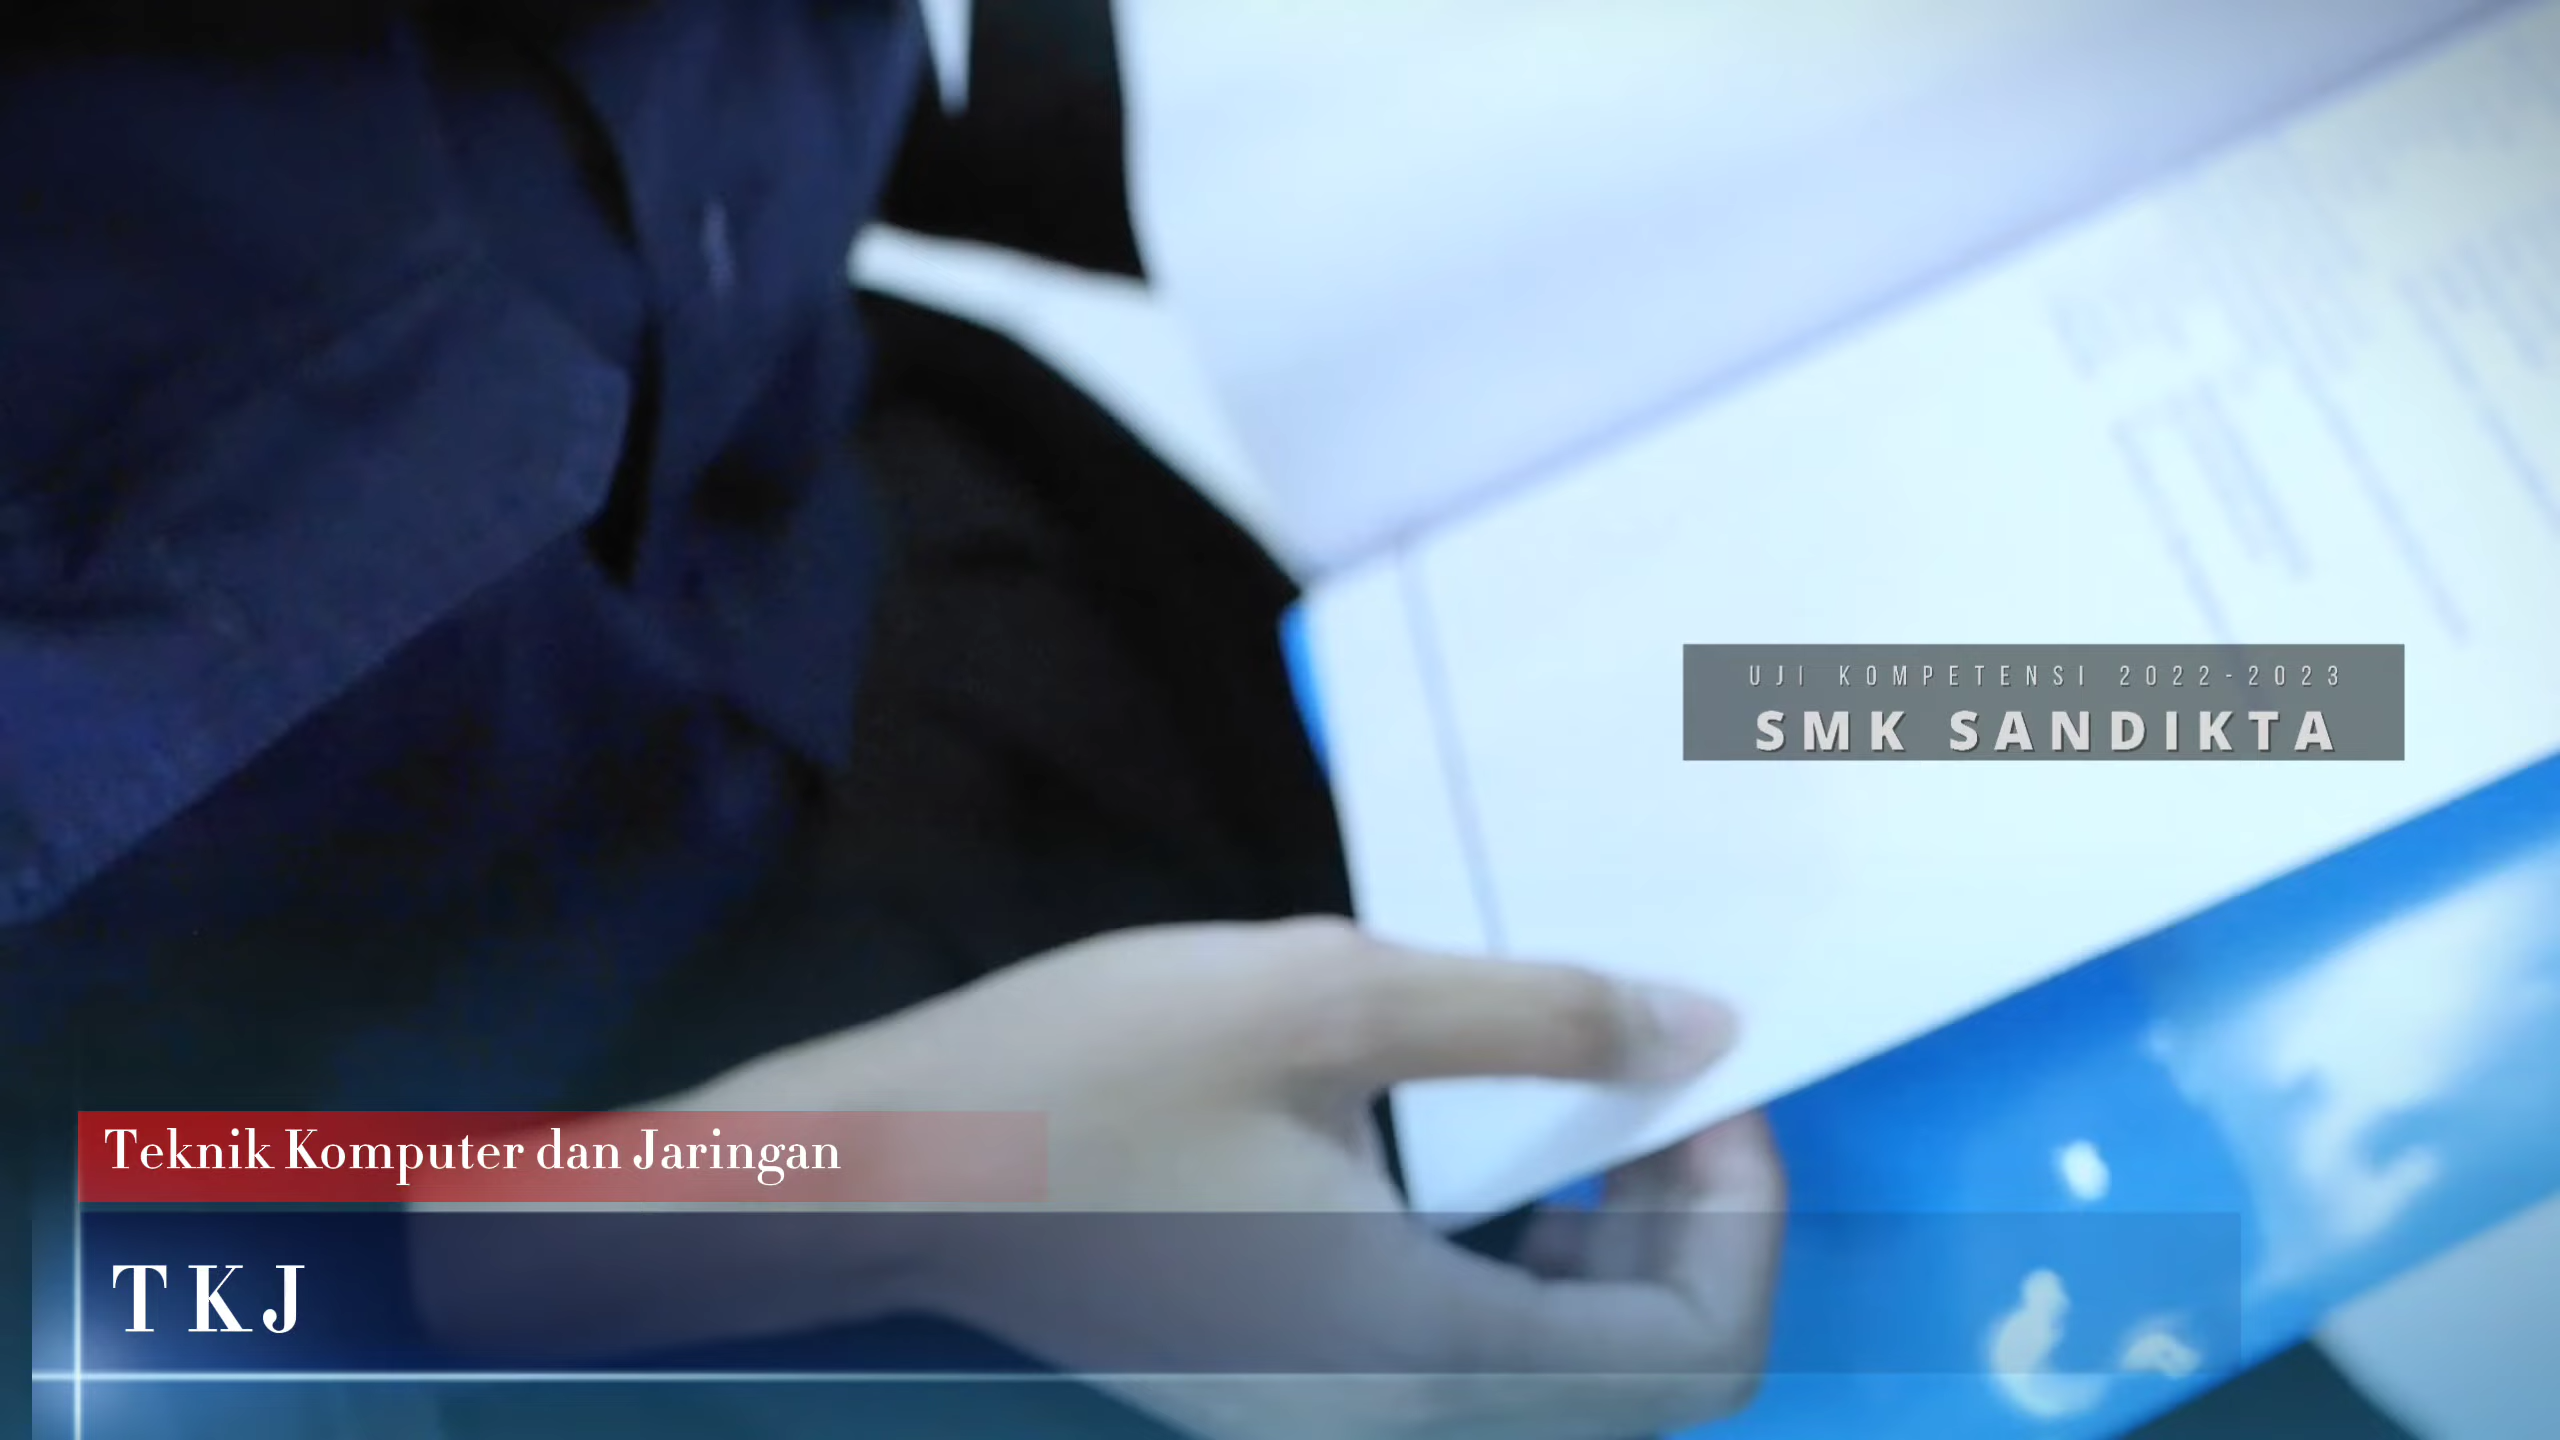 UJI KOMPETENSI 2022-2023
SMK SANDIKTA
Teknik Komputer dan Jaringan
TKJ